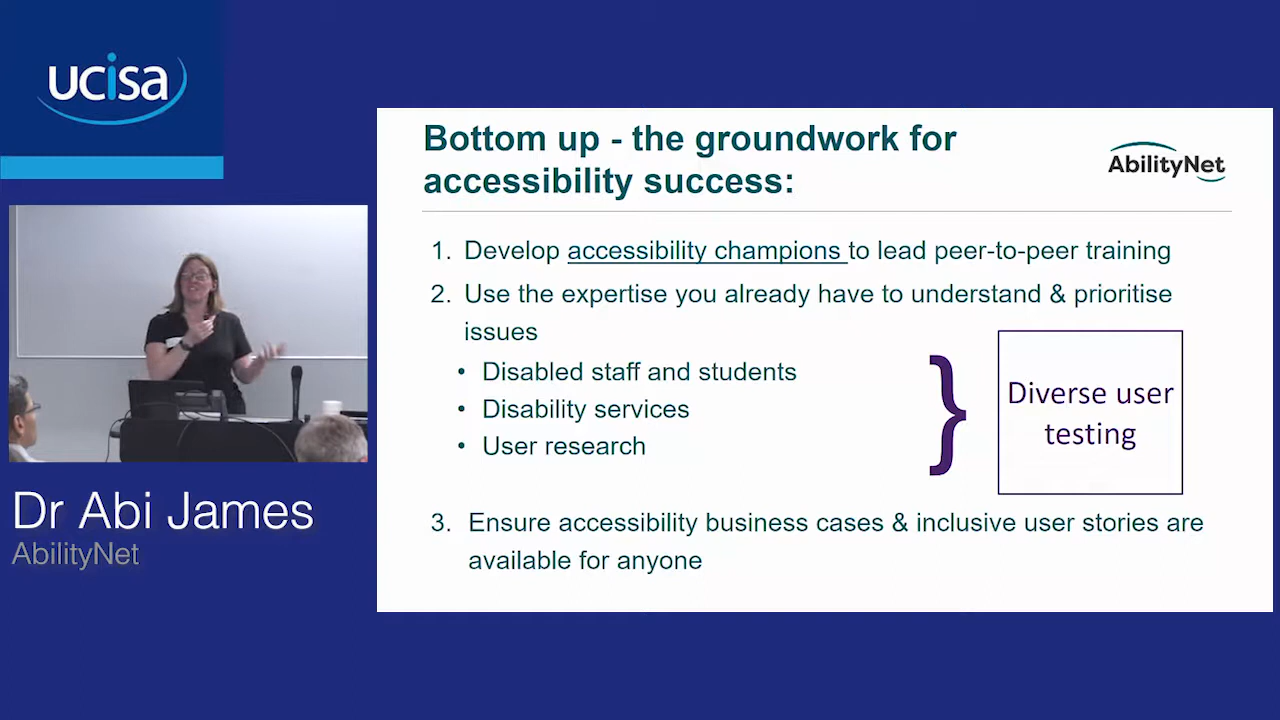 ucisa
Bottom up - the groundwork for
accessibility success:
AbilityNet
1. Develop accessibility champions to lead peer-to-peer training
2. Use the expertise you already have to understand & prioritise
issues
• Disabled staff and students
• Disability services
• User research
Diverse user
testing
3. Ensure accessibility business cases & inclusive user stories are
available for anyone
Dr Abi James
AbilityNet